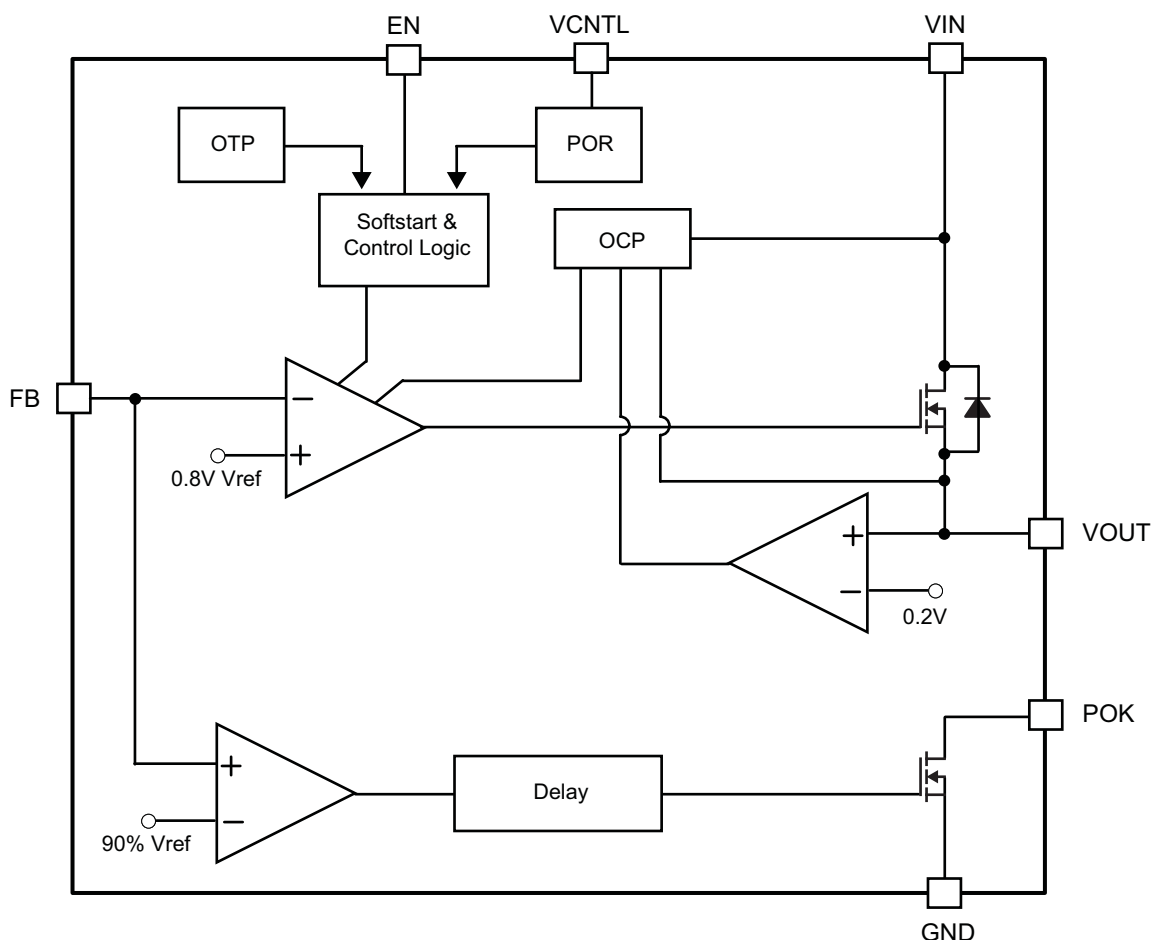 EN
VCNTL
VIN
OTP
POR
Softstart &
Control Logic
OCP
FB
−
+
0.8V Vref
+
−
VOUT
0.2V
POK
+
−
Delay
90% Vref
GND